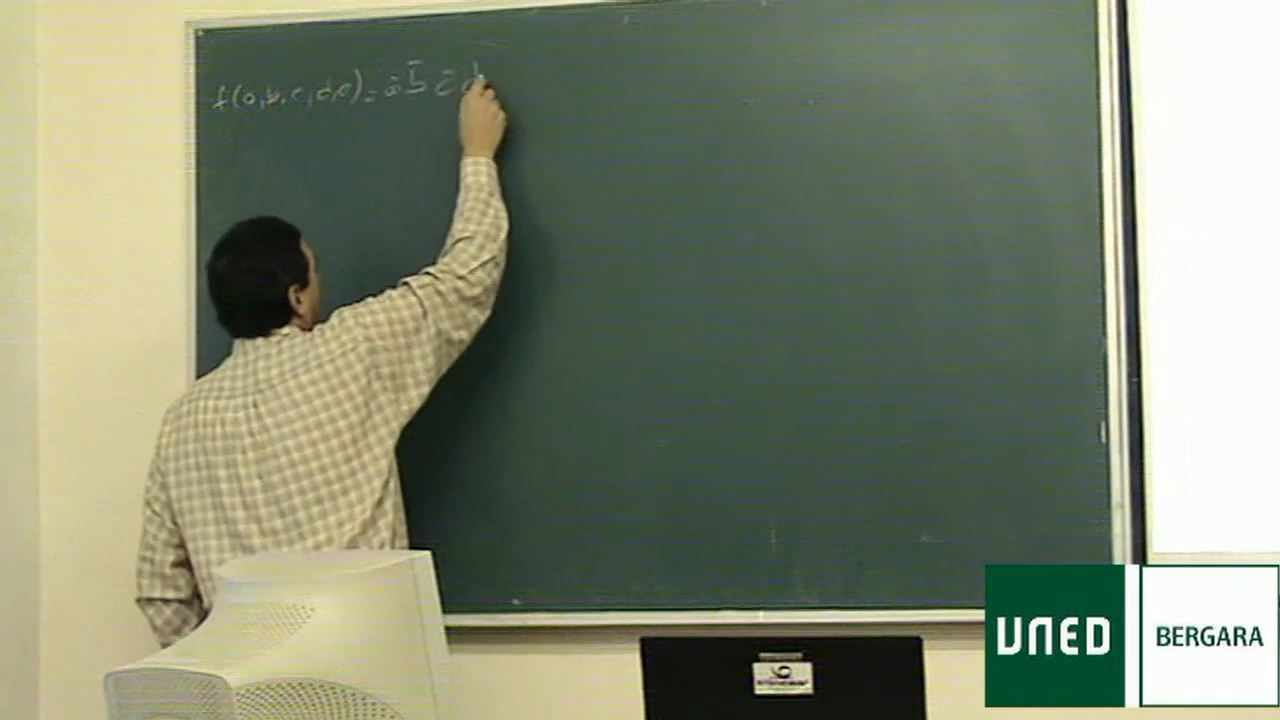 f(a,b,c,d,e)=a̅ b̅ c̅ d
UNED
BERGARA